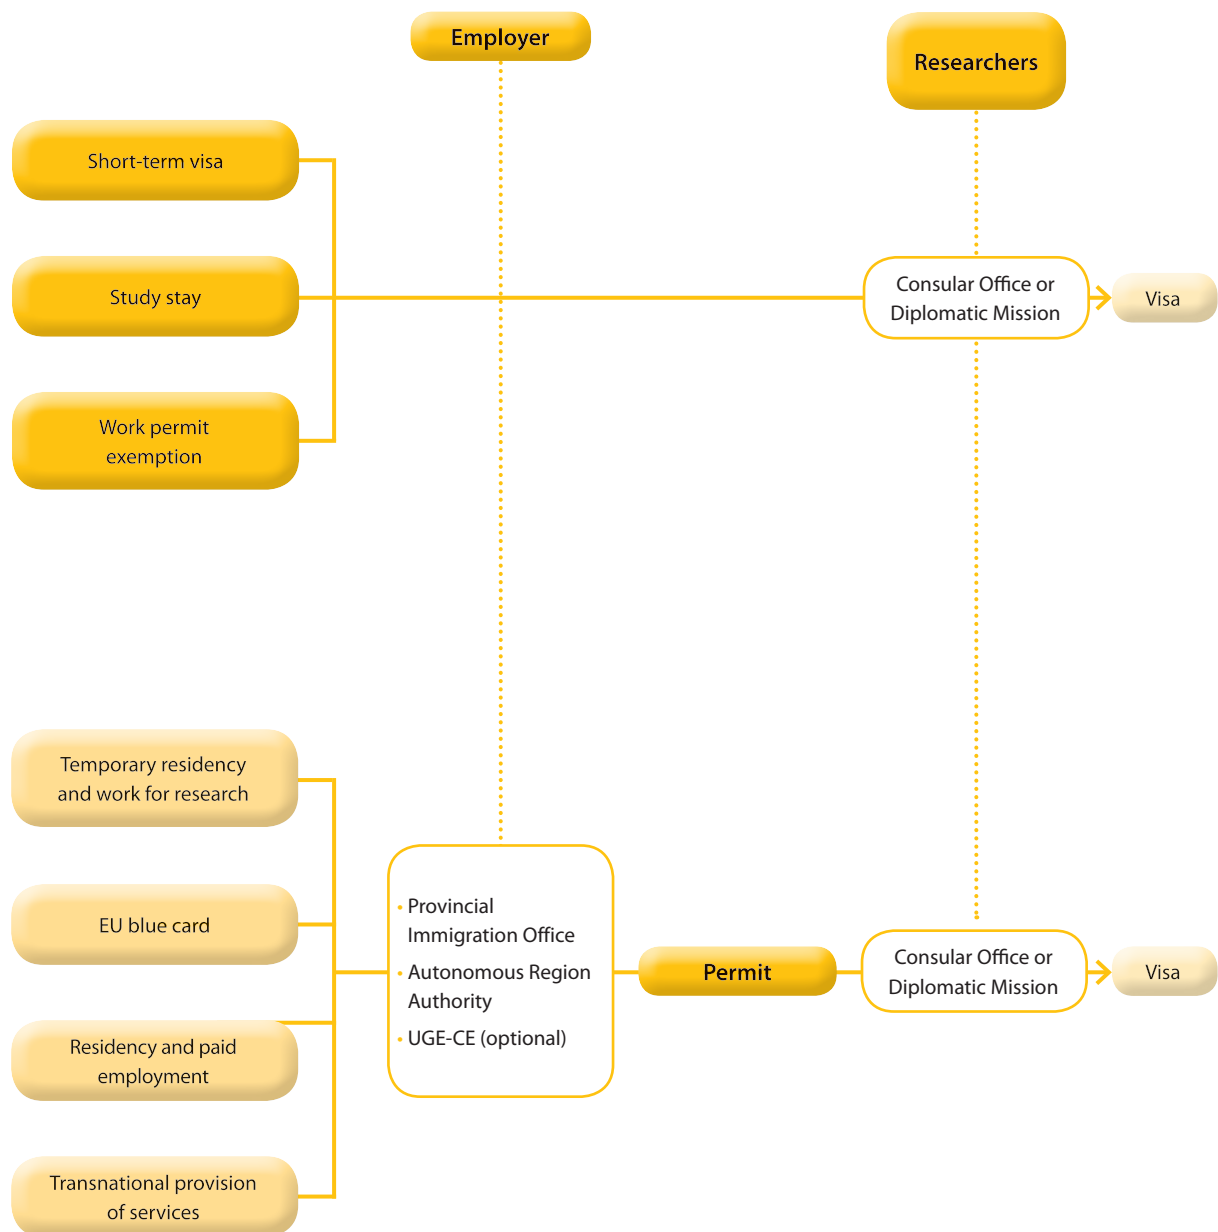 Employer
Researchers
Short-term visa
Study stay
Consular Office or
Diplomatic Mission
Visa
Work permit
exemption
Temporary residency
and work for research
EU blue card
Residency and paid
employment
Transnational provision
of services
• Provincial
Immigration Office
• Autonomous Region
Authority
• UGE-CE (optional)
Permit
Consular Office or
Diplomatic Mission
Visa